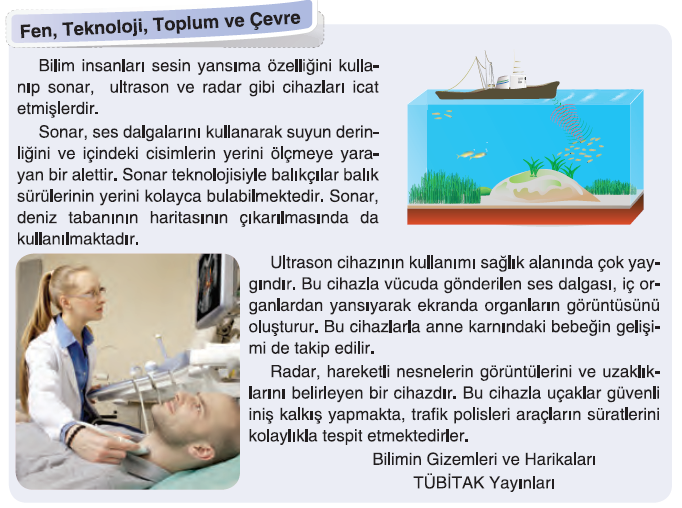 Fen, Teknoloji, Toplum ve Çevre
Bilim insanları sesin yansıma özelliğini kulla-
nıp sonar, ultrason ve radar gibi cihazları icat
etmişlerdir.
Sonar, ses dalgalarını kullanarak suyun derin-
liğini ve içindeki cisimlerin yerini ölçmeye yara-
yan bir alettir. Sonar teknolojisiyle balıkçılar balık
sürülerinin yerini kolayca bulabilmektedir. Sonar,
deniz tabanının haritasının çıkarılmasında da
kullanılmaktadır.
Ultrason cihazının kullanımı sağlık alanında çok yay-
gındır. Bu cihazla vücuda gönderilen ses dalgası, iç or-
ganlardan yansıyarak ekranda organların görüntüsünü
oluşturur. Bu cihazlarla anne karnındaki bebeğin gelişi-
mi de takip edilir.
Radar, hareketli nesnelerin görüntülerini ve uzaklık-
larını belirleyen bir cihazdır. Bu cihazla uçaklar güvenli
iniş kalkış yapmakta, trafik polisleri araçların süratlerini
kolaylıkla tespit etmektedirler.
Bilimin Gizemleri ve Harikaları
TÜBİTAK Yayınları